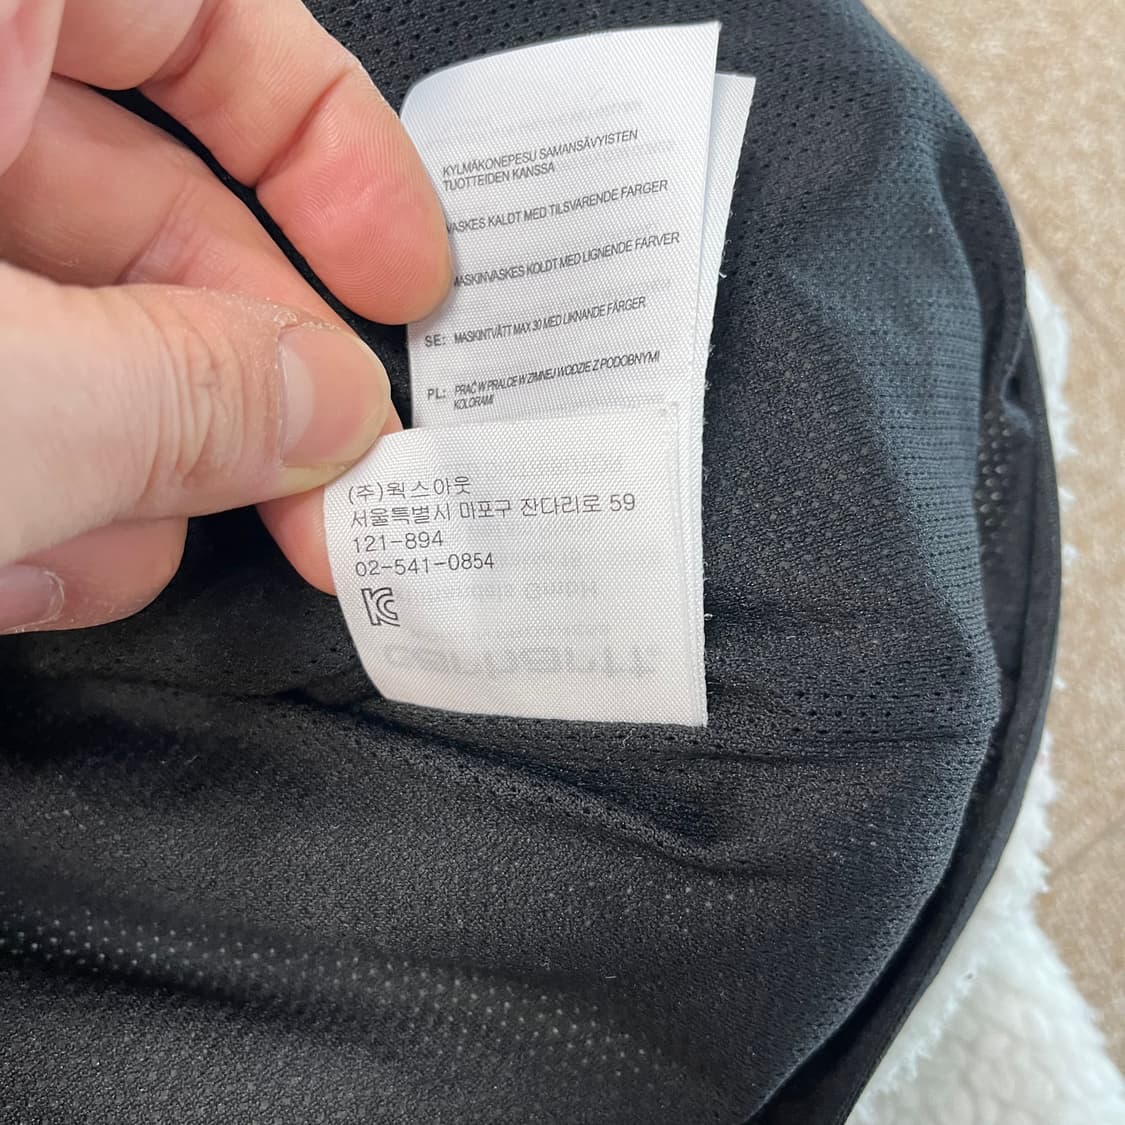 KYLMÄKONEPESU SAMANSÄVYISTEN
TUOTTEIDEN KANSSA
VASKES KALDT MED TILSVARENDE FARGER
MASKINVASKES KOLDT MED LIGNENDE FARVER
SE: MASKINTVÄTT MAX 30 MED LIKNANDE FÄRGER
PL: PRAĆ W PRALCE W ZIMNEJ WODZIE Z PODOBNYMI
KOLORAMI
(주)웍스아웃
서울특별시 마포구 잔다리로 59
121-894
02-541-0854